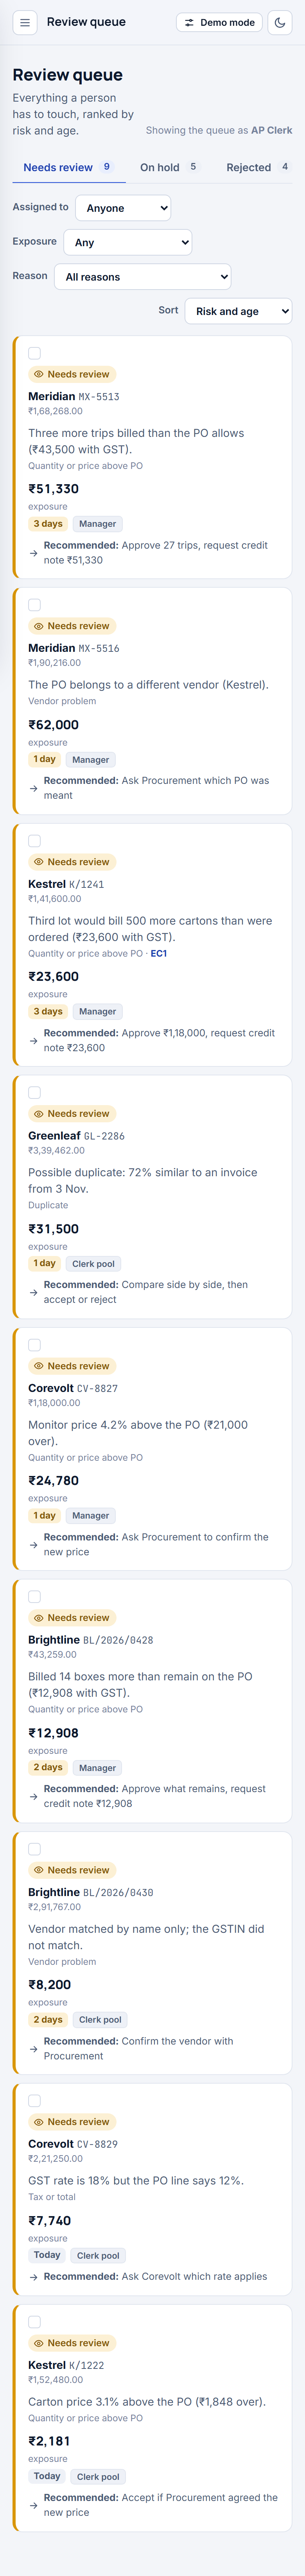 Review queue
Demo mode
Review queue
Everything a person
has to touch, ranked by
risk and age.
Showing the queue as AP Clerk
Needs review 9
On hold 5
Rejected 4
Assigned to Anyone
Exposure Any
Reason All reasons
Sort Risk and age
Needs review
Meridian MX-5513
₹1,68,268.00
Three more trips billed than the PO allows
(₹43,500 with GST).
Quantity or price above PO
₹51,330
exposure
3 days Manager
→ Recommended: Approve 27 trips, request credit
note ₹51,330
Needs review
Meridian MX-5516
₹1,90,216.00
The PO belongs to a different vendor (Kestrel).
Vendor problem
₹62,000
exposure
1 day Manager
→ Recommended: Ask Procurement which PO was
meant
Needs review
Kestrel K/1241
₹1,41,600.00
Third lot would bill 500 more cartons than were
ordered (₹23,600 with GST).
Quantity or price above PO · EC1
₹23,600
exposure
3 days Manager
→ Recommended: Approve ₹1,18,000, request credit
note ₹23,600
Needs review
Greenleaf GL-2286
₹3,39,462.00
Possible duplicate: 72% similar to an invoice
from 3 Nov.
Duplicate
₹31,500
exposure
1 day Clerk pool
→ Recommended: Compare side by side, then
accept or reject
Needs review
Corevolt CV-8827
₹1,18,000.00
Monitor price 4.2% above the PO (₹21,000
over).
Quantity or price above PO
₹24,780
exposure
1 day Manager
→ Recommended: Ask Procurement to confirm the
new price
Needs review
Brightline BL/2026/0428
₹43,259.00
Billed 14 boxes more than remain on the PO
(₹12,908 with GST).
Quantity or price above PO
₹12,908
exposure
2 days Manager
→ Recommended: Approve what remains, request
credit note ₹12,908
Needs review
Brightline BL/2026/0430
₹2,91,767.00
Vendor matched by name only; the GSTIN did
not match.
Vendor problem
₹8,200
exposure
2 days Clerk pool
→ Recommended: Confirm the vendor with
Procurement
Needs review
Corevolt CV-8829
₹2,21,250.00
GST rate is 18% but the PO line says 12%.
Tax or total
₹7,740
exposure
Today Clerk pool
→ Recommended: Ask Corevolt which rate applies
Needs review
Kestrel K/1222
₹1,52,480.00
Carton price 3.1% above the PO (₹1,848 over).
Quantity or price above PO
₹2,181
exposure
Today Clerk pool
→ Recommended: Accept if Procurement agreed the
new price